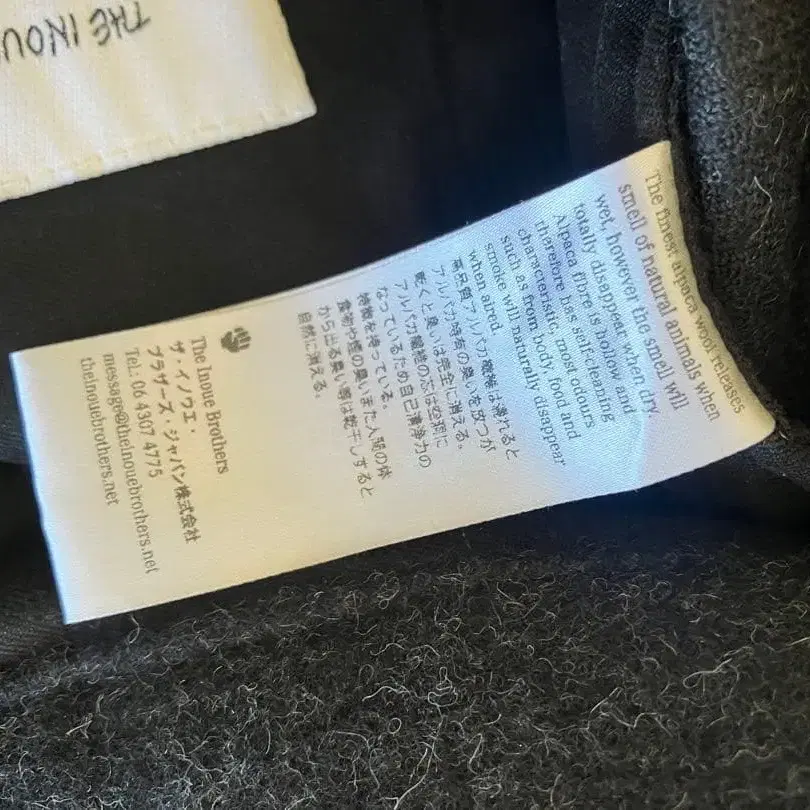 THE INOU
The finest alpaca wool releases
smell of natural animals when
wet, however the smell will
totally disappear when dry
Alpaca fibre is hollow and
therefore has self-cleaning
characteristic, most odours
such as from body, food and
smoke will naturally disappear
when aired.
高品質アルパカ繊維は濡れると
アルパカ特有の臭いを放つが
乾くと臭いは完全に消える。
アルパカ繊維の芯は空洞に
なっているため自己清浄力の
特徴を持っている。
食物や煙の臭いまた人間の体
から出る臭い等は乾干しすると
自然に消える。
The Inoue Brothers
ザ・イノウエ・
ブラザーズ・ジャパン株式会社
TeL: 06 4307 4775
message@theinouebrothers.net
theinouebrothers.net